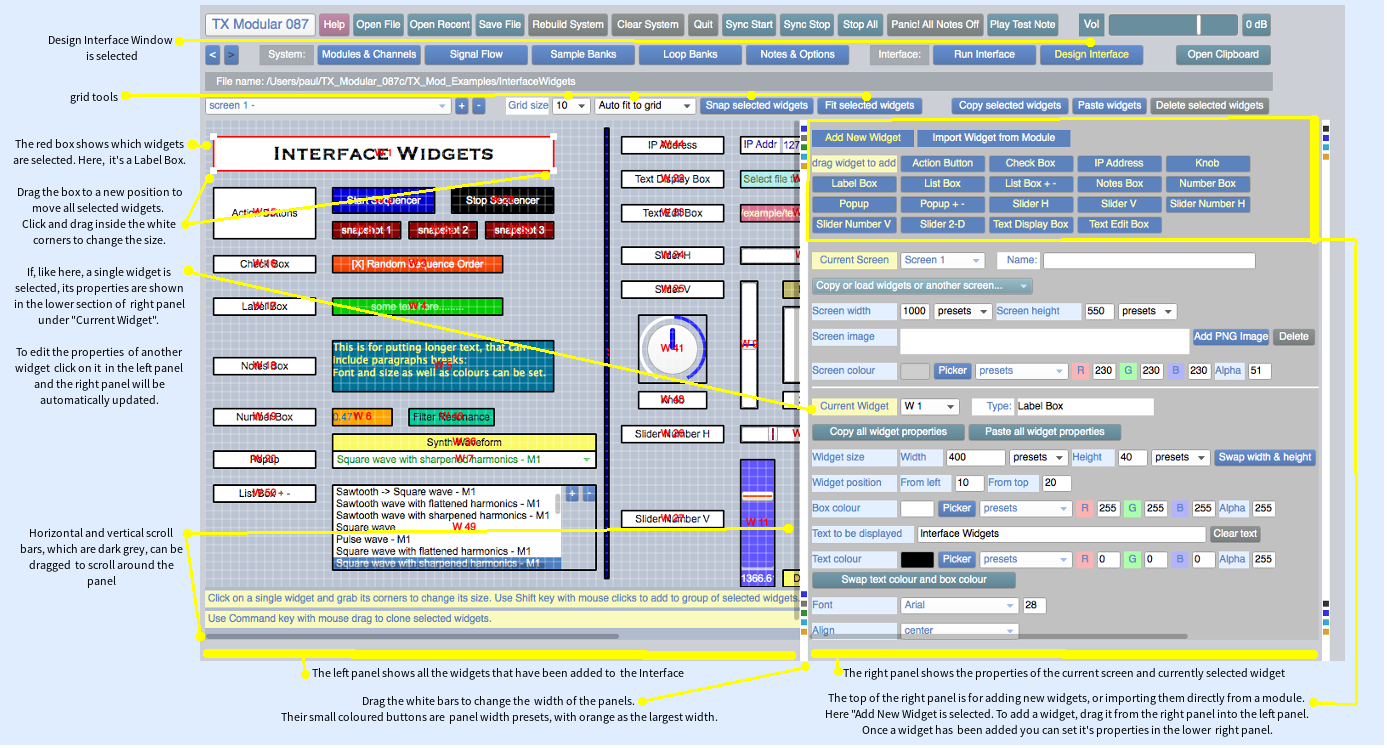 TX Modular 087 Help Open File Open Recent Save File Rebuild System Clear System Quit Sync Start Sync Stop Stop All Panic! All Notes Off Play Test Note Vol 0 dB
Design Interface Window
is selected
< > System: Modules & Channels Signal Flow Sample Banks Loop Banks Notes & Options Interface: Run Interface Design Interface Open Clipboard
File name: /Users/paul/TX_Modular_087c/TX_Mod_Examples/InterfaceWidgets
grid tools
screen 1 - + - Grid size 10 Auto fit to grid Snap selected widgets Fit selected widgets Copy selected widgets Paste widgets Delete selected widgets
The red box shows which widgets
are selected. Here, it's a Label Box.
Drag the box to a new position to
move all selected widgets.
Click and drag inside the white
corners to change the size.
If, like here, a single widget is
selected, its properties are shown
in the lower section of right panel
under "Current Widget".
To edit the properties of another
widget click on it in the left panel
and the right panel will be
automatically updated.
Horizontal and vertical scroll
bars, which are dark grey, can be
dragged to scroll around the
panel
Interface Widgets
Action Buttons
Start Sequencer Stop Sequencer
snapshot 1 snapshot 2 snapshot 3
Check Box
[X] Random Sequence Order
Label Box
some text here.........
Notes Box
This is for putting longer text, that can
include paragraphs breaks:
Font and size as well as colours can be set.
Number Box
W 6
Filter Resonance
Synth Waveform
Popup
Square wave with sharpened harmonics - M1
List Box + -
Sawtooth -> Square wave - M1 + -
Sawtooth wave with flattened harmonics - M1
Sawtooth wave with sharpened harmonics - M1
Square wave W 49
Pulse wave - M1
Square wave with flattened harmonics - M1
Square wave with sharpened harmonics - M1
IP Address IP Addr 127
Text Display Box Select file
Text Edit Box example/te
Slider H
Slider V
W 41
Knob
Slider Number H
Slider Number V
W 11
1366.6
Click on a single widget and grab its corners to change its size. Use Shift key with mouse clicks to add to group of selected widgets
Use Command key with mouse drag to clone selected widgets.
Add New Widget Import Widget from Module
drag widget to add Action Button Check Box IP Address Knob
Label Box List Box List Box + - Notes Box Number Box
Popup Popup + - Slider H Slider V Slider Number H
Slider Number V Slider 2-D Text Display Box Text Edit Box
Current Screen Screen 1 Name:
Copy or load widgets or another screen...
Screen width 1000 presets Screen height 550 presets
Screen image Add PNG Image Delete
Screen colour Picker presets R 230 G 230 B 230 Alpha 51
Current Widget W 1 Type: Label Box
Copy all widget properties Paste all widget properties
Widget size Width 400 presets Height 40 presets Swap width & height
Widget position From left 10 From top 20
Box colour Picker presets R 255 G 255 B 255 Alpha 255
Text to be displayed Interface Widgets Clear text
Text colour Picker presets R 0 G 0 B 0 Alpha 255
Swap text colour and box colour
Font Arial 28
Align center
The left panel shows all the widgets that have been added to the Interface
Drag the white bars to change the width of the panels.
Their small coloured buttons are panel width presets, with orange as the largest width.
The right panel shows the properties of the current screen and currently selected widget
The top of the right panel is for adding new widgets, or importing them directly from a module.
Here "Add New Widget is selected. To add a widget, drag it from the right panel into the left panel.
Once a widget has been added you can set it's properties in the lower right panel.